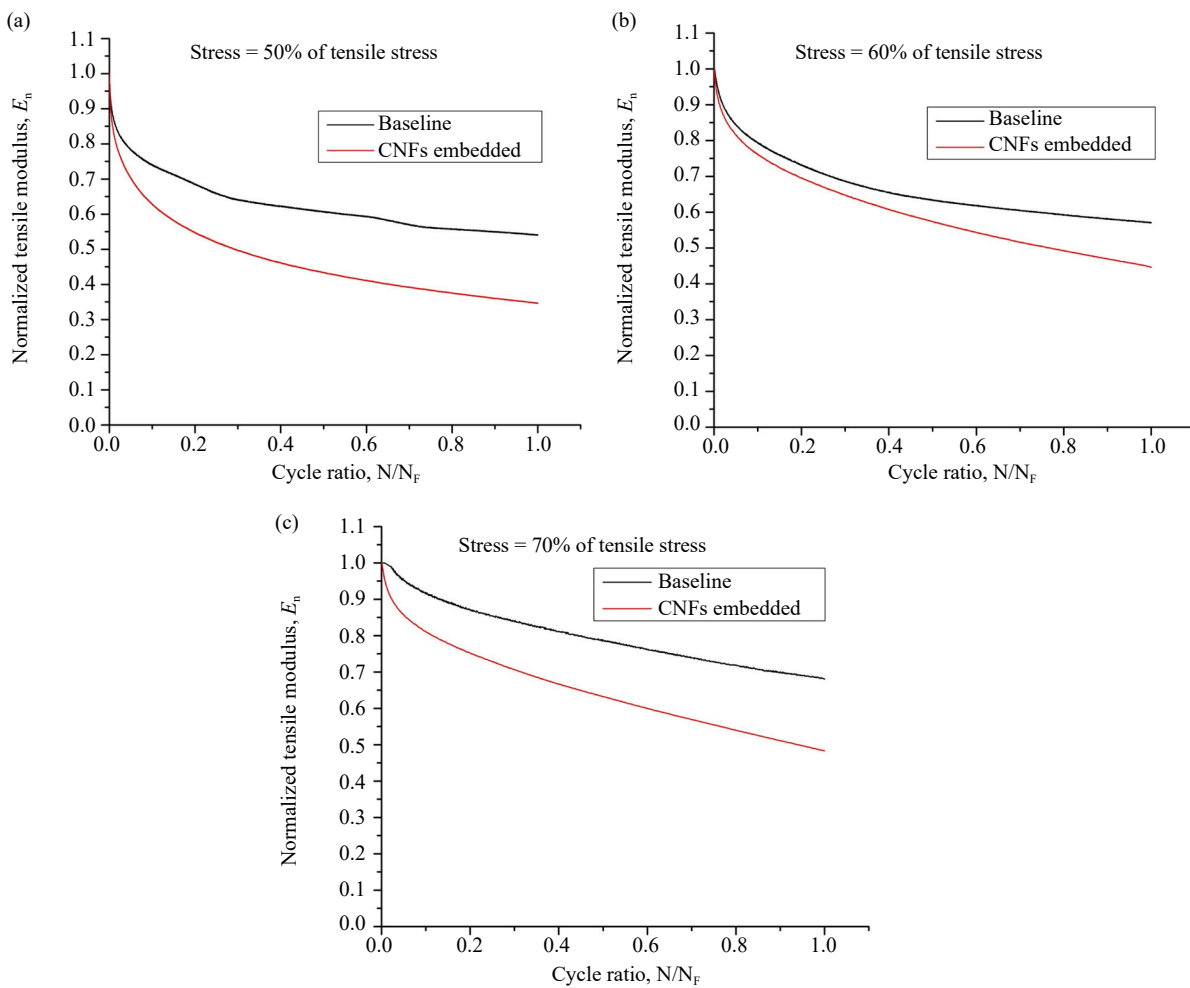 (a)
Stress = 50% of tensile stress
Baseline
CNFs embedded
Normalized tensile modulus, Eₙ
1.1
1.0
0.9
0.8
0.7
0.6
0.5
0.4
0.3
0.2
0.1
0.0
0.0 0.2 0.4 0.6 0.8 1.0
Cycle ratio, N/N_F
(b)
Stress = 60% of tensile stress
Baseline
CNFs embedded
Normalized tensile modulus, Eₙ
1.1
1.0
0.9
0.8
0.7
0.6
0.5
0.4
0.3
0.2
0.1
0.0
0.0 0.2 0.4 0.6 0.8 1.0
Cycle ratio, N/N_F
(c)
Stress = 70% of tensile stress
Baseline
CNFs embedded
Normalized tensile modulus, Eₙ
1.1
1.0
0.9
0.8
0.7
0.6
0.5
0.4
0.3
0.2
0.1
0.0
0.0 0.2 0.4 0.6 0.8 1.0
Cycle ratio, N/N_F